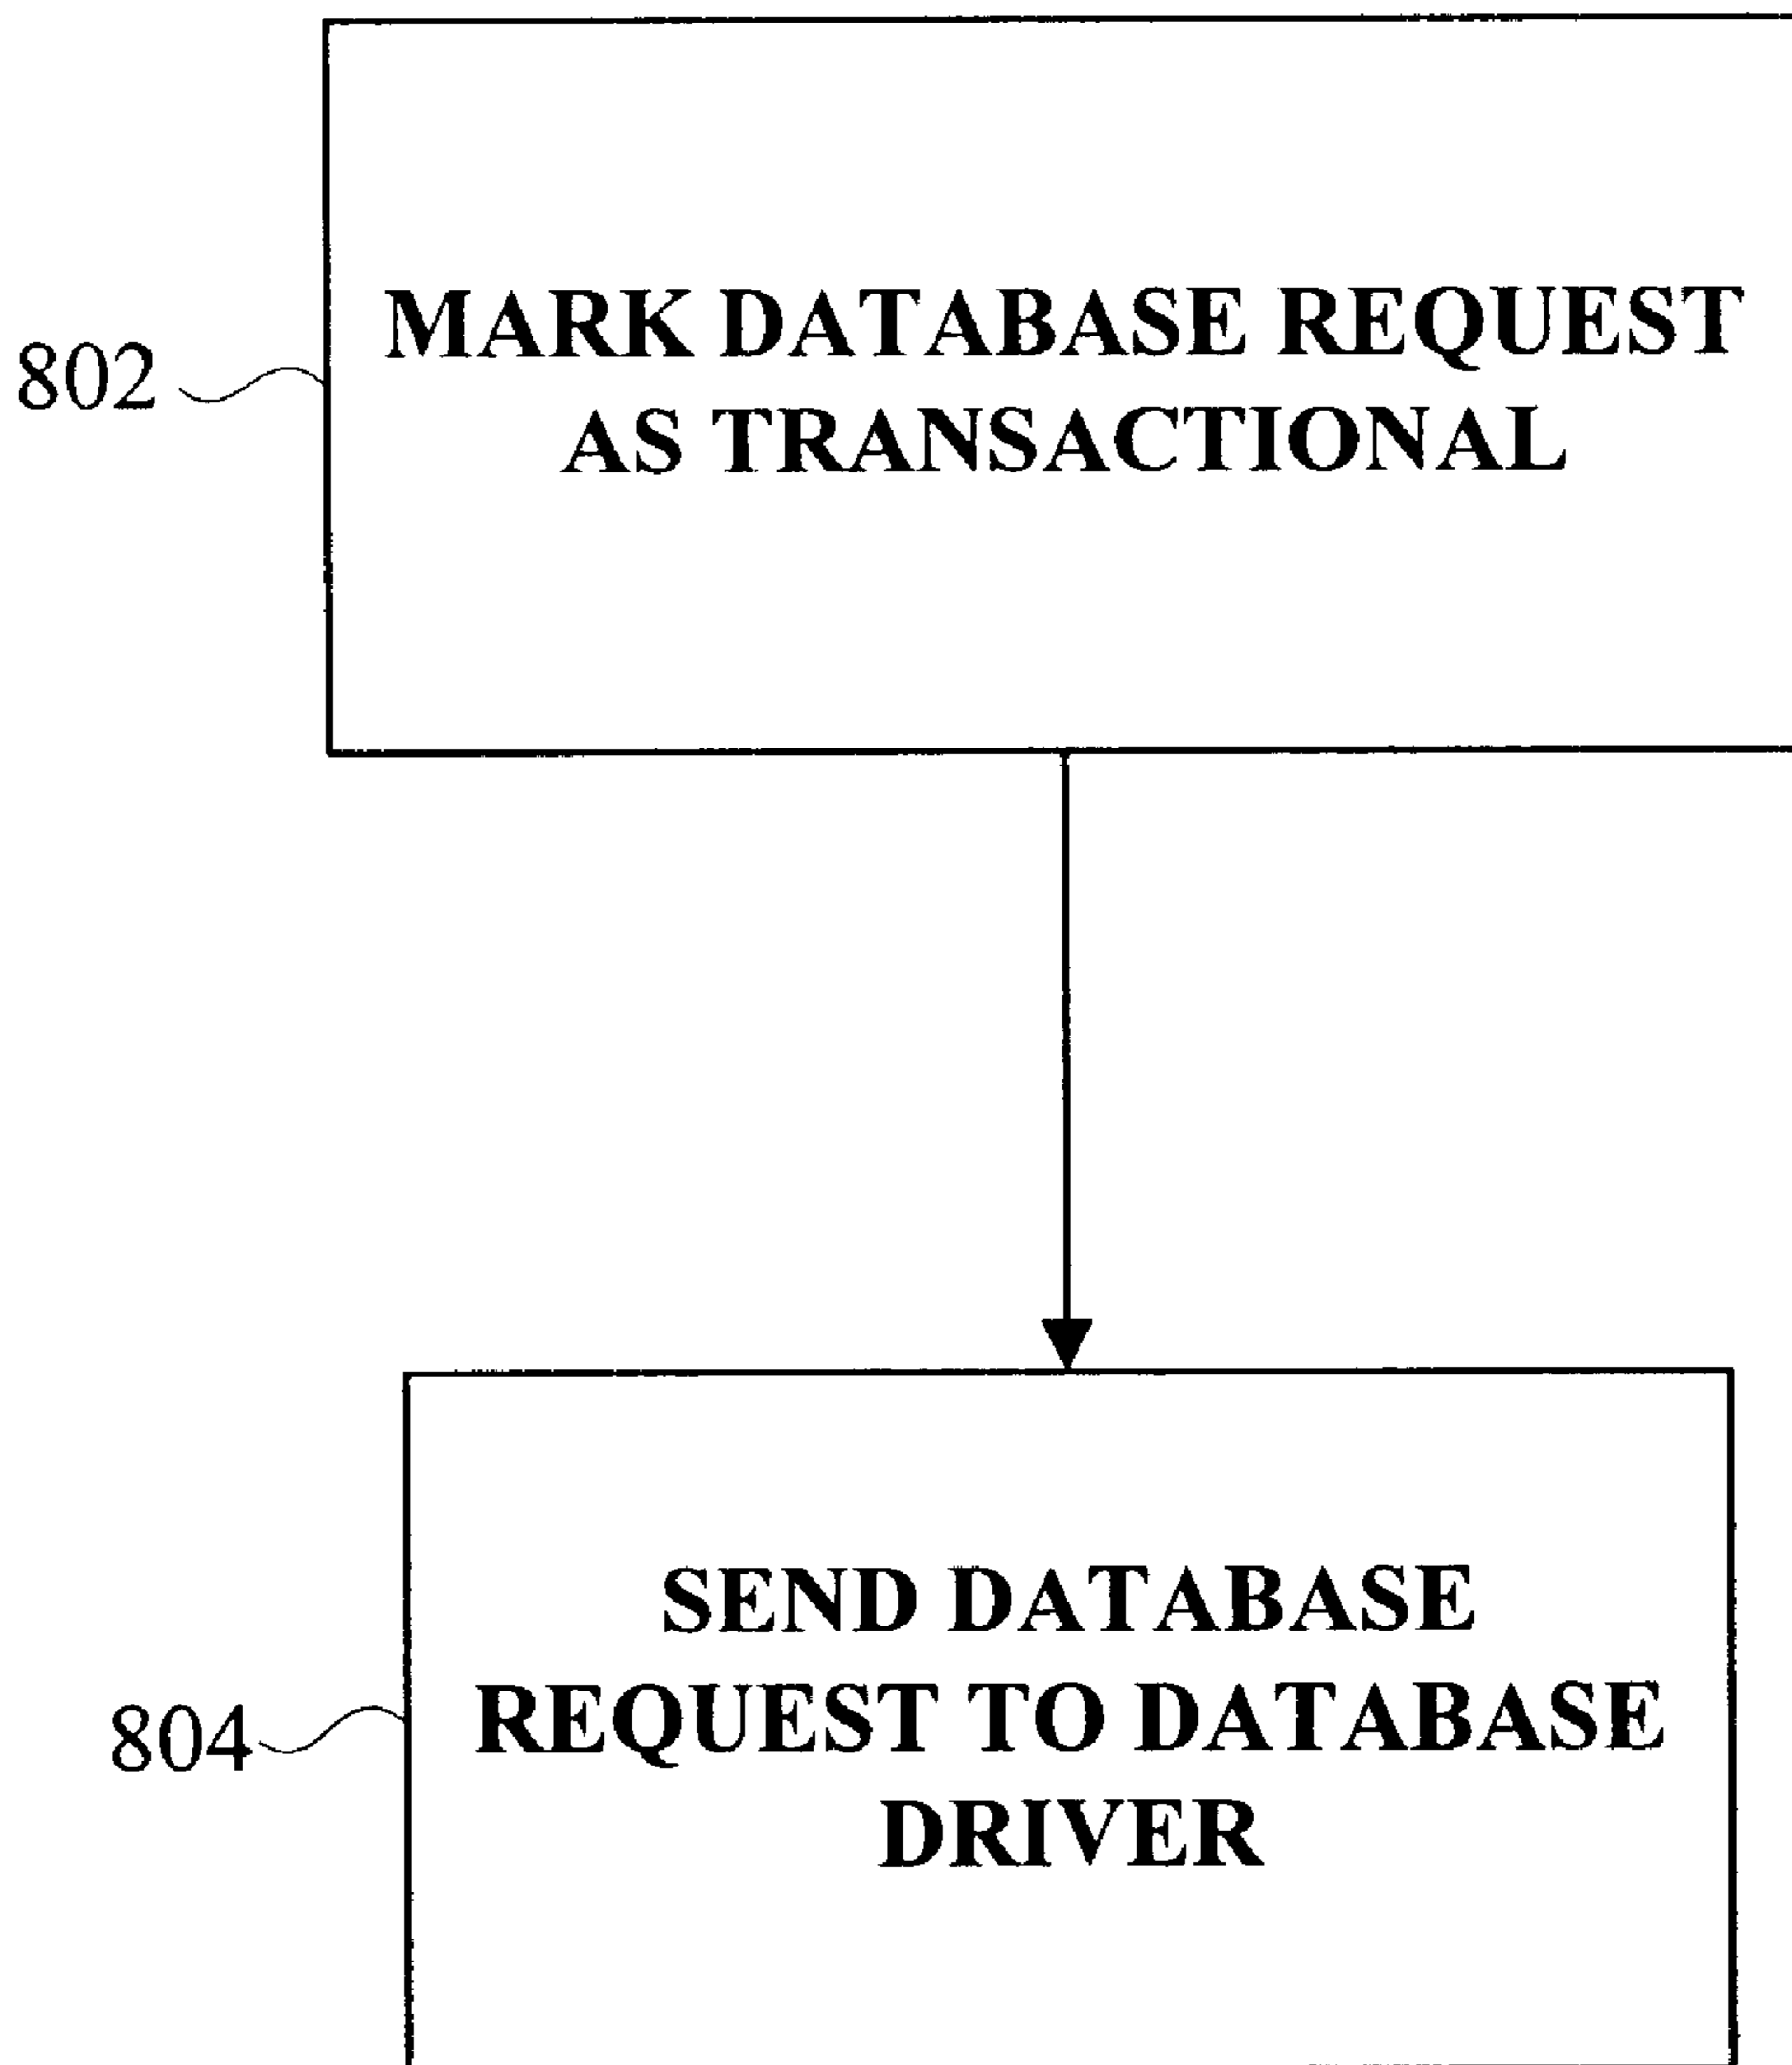 MARK DATABASE REQUEST
AS TRANSACTIONAL
802
SEND DATABASE
REQUEST TO DATABASE
DRIVER
804